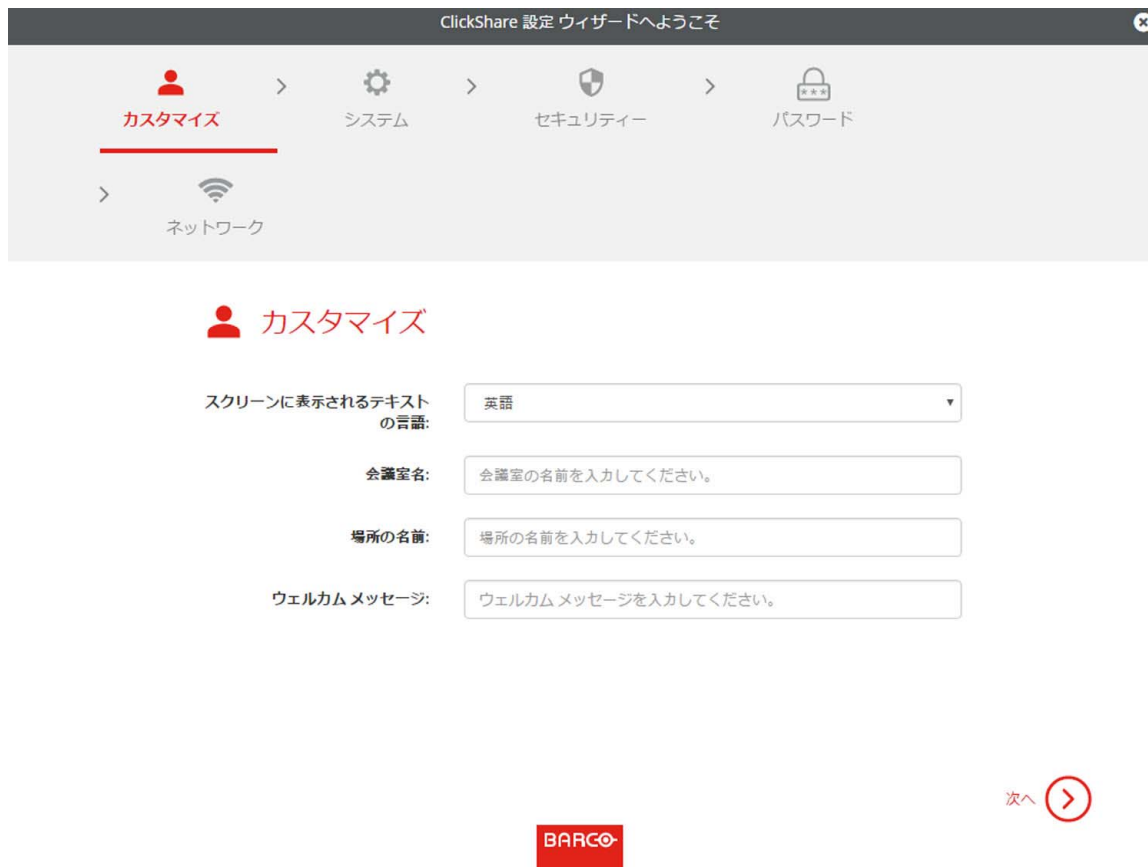 ClickShare 設定 ウィザードへようこそ
カスタマイズ
システム
セキュリティー
パスワード
ネットワーク
カスタマイズ
スクリーンに表示されるテキスト
の言語:
英語
会議室名:
会議室の名前を入力してください。
場所の名前:
場所の名前を入力してください。
ウェルカム メッセージ:
ウェルカム メッセージを入力してください。
次へ
BARCO